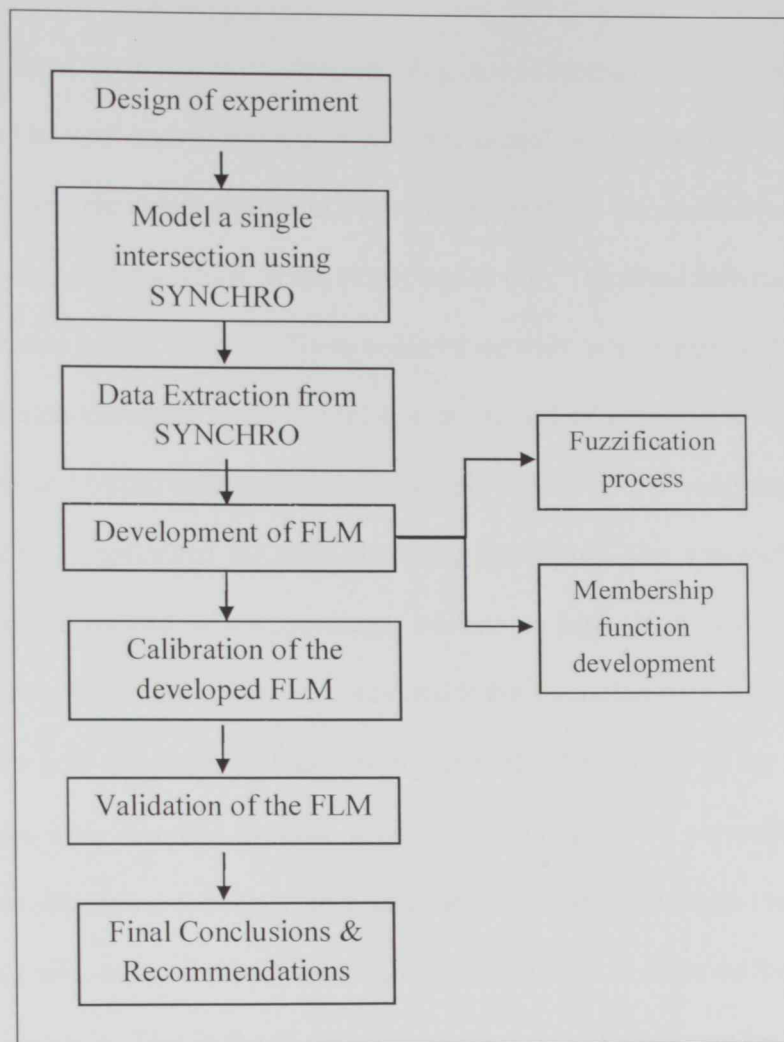 Design of experiment
Model a single
intersection using
SYNCHRO
Data Extraction from
SYNCHRO
Development of FLM
Fuzzification
process
Membership
function
development
Calibration of the
developed FLM
Validation of the FLM
Final Conclusions &
Recommendations